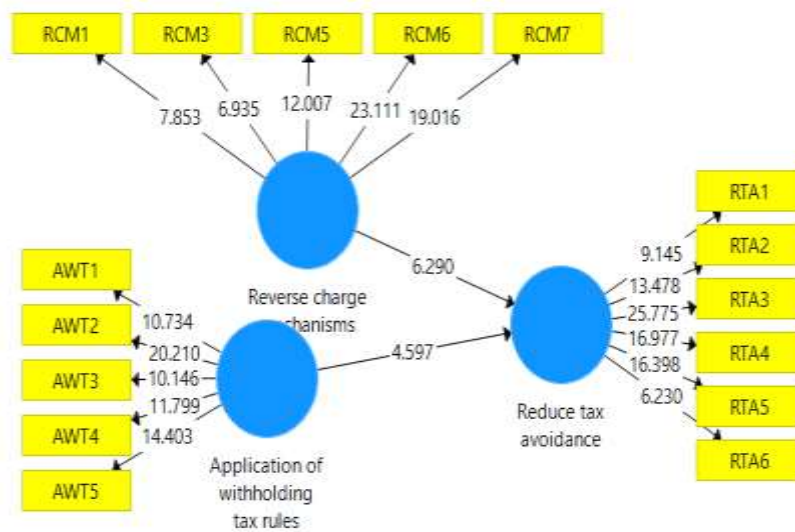 RCM1 RCM3 RCM5 RCM6 RCM7
7.853 6.935 12.007 23.111 19.016
Reverse charge
chanisms
6.290
AWT1
AWT2
AWT3
AWT4
AWT5
10.734
20.210
10.146
11.799
14.403
Application of
withholding
tax rules
4.597
Reduce tax
avoidance
9.145
13.478
25.775
16.977
16.398
6.230
RTA1
RTA2
RTA3
RTA4
RTA5
RTA6